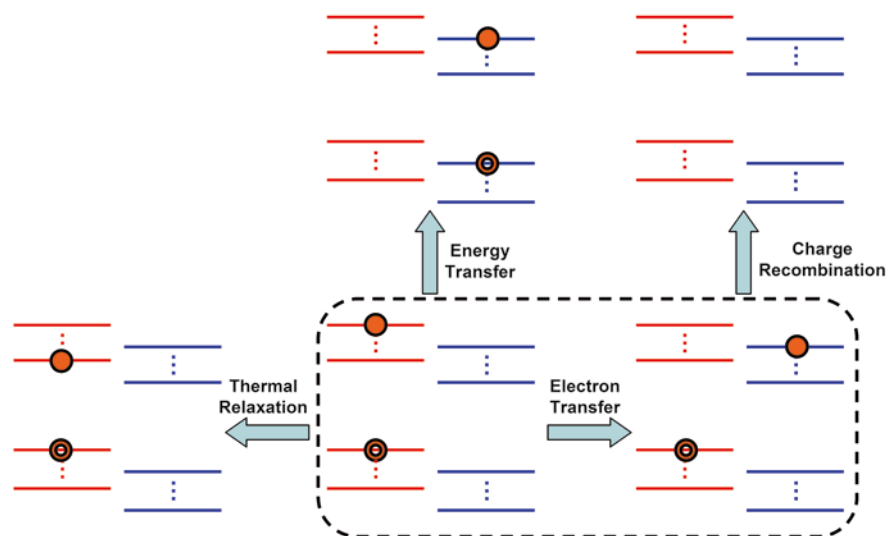 Energy
Transfer
Charge
Recombination
Thermal
Relaxation
Electron
Transfer